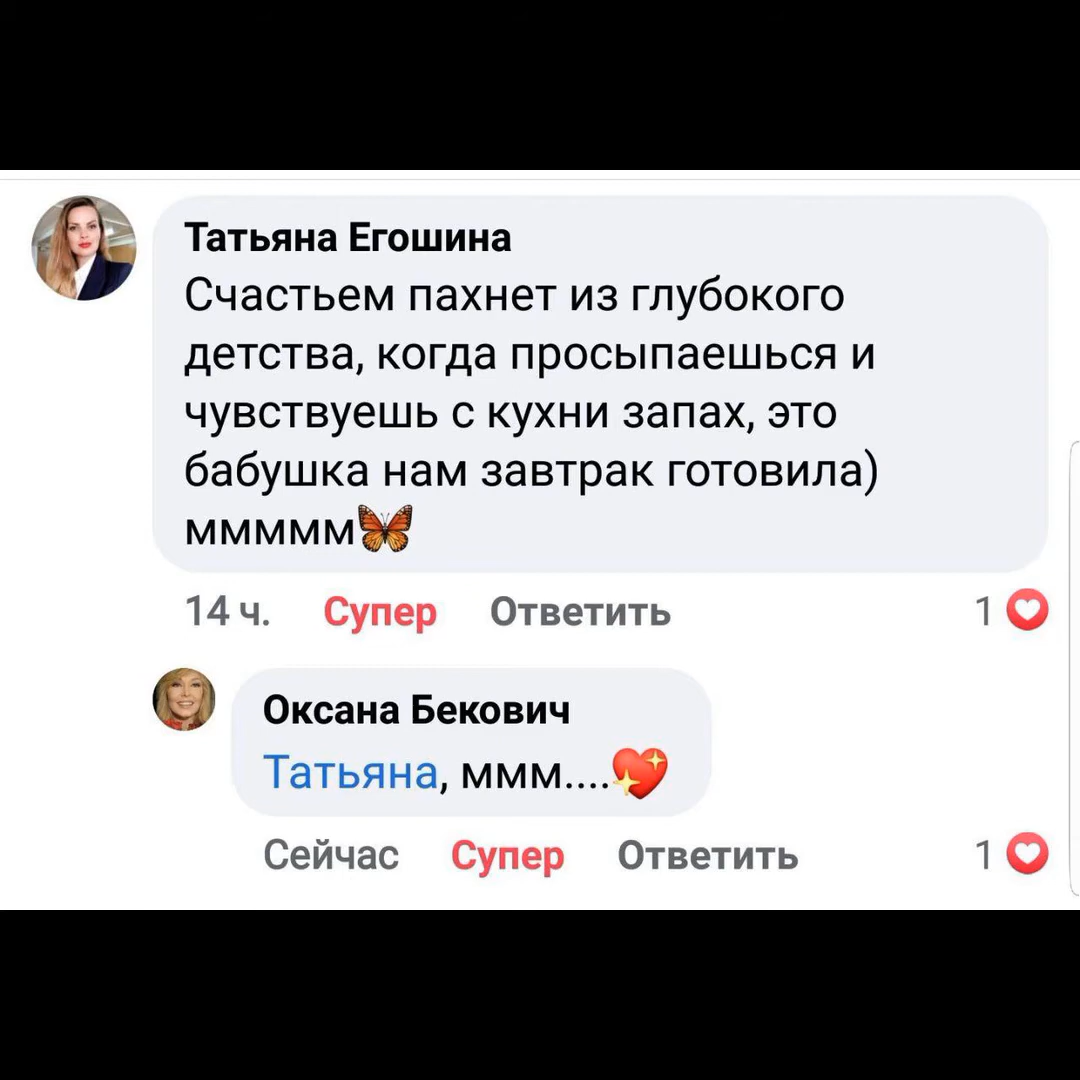 Татьяна Егошина
Счастьем пахнет из глубокого
детства, когда просыпаешься и
чувствуешь с кухни запах, это
бабушка нам завтрак готовила)
ммммм🦋
14 ч. Супер Ответить 1
Оксана Бекович
Татьяна, ммм....💖
Сейчас Супер Ответить 1